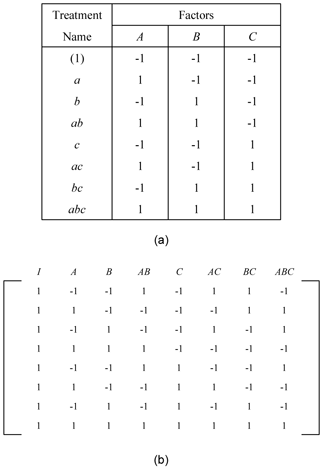 Treatment Factors
Name A B C
(1) -1 -1 -1
a 1 -1 -1
b -1 1 -1
ab 1 1 -1
c -1 -1 1
ac 1 -1 1
bc -1 1 1
abc 1 1 1
(a)
I A B AB C AC BC ABC
1 -1 -1 1 -1 1 1 -1
1 1 -1 -1 -1 -1 1 1
1 -1 1 -1 -1 1 -1 1
1 1 1 1 -1 -1 -1 -1
1 -1 -1 1 1 -1 -1 1
1 1 -1 -1 1 1 -1 -1
1 -1 1 -1 1 -1 1 -1
1 1 1 1 1 1 1 1
(b)